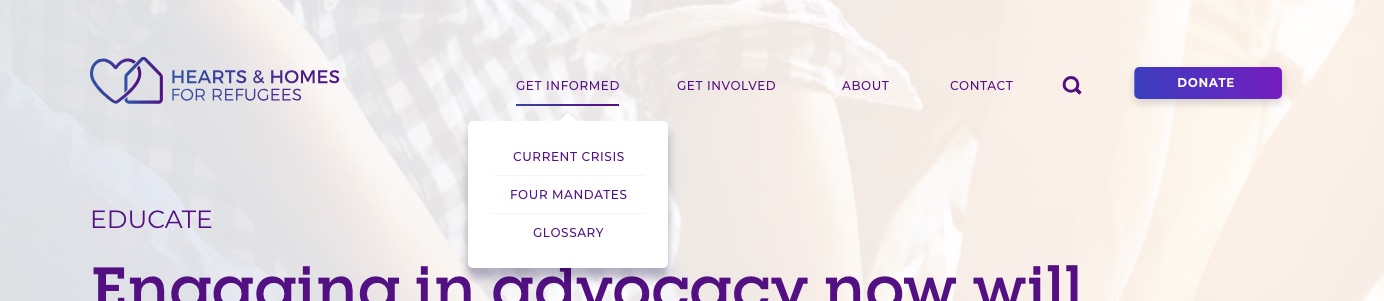 HEARTS & HOMES
FOR REFUGEES
GET INFORMED
GET INVOLVED
ABOUT
CONTACT
DONATE
CURRENT CRISIS
FOUR MANDATES
GLOSSARY
EDUCATE
Engaging in advocacy now will